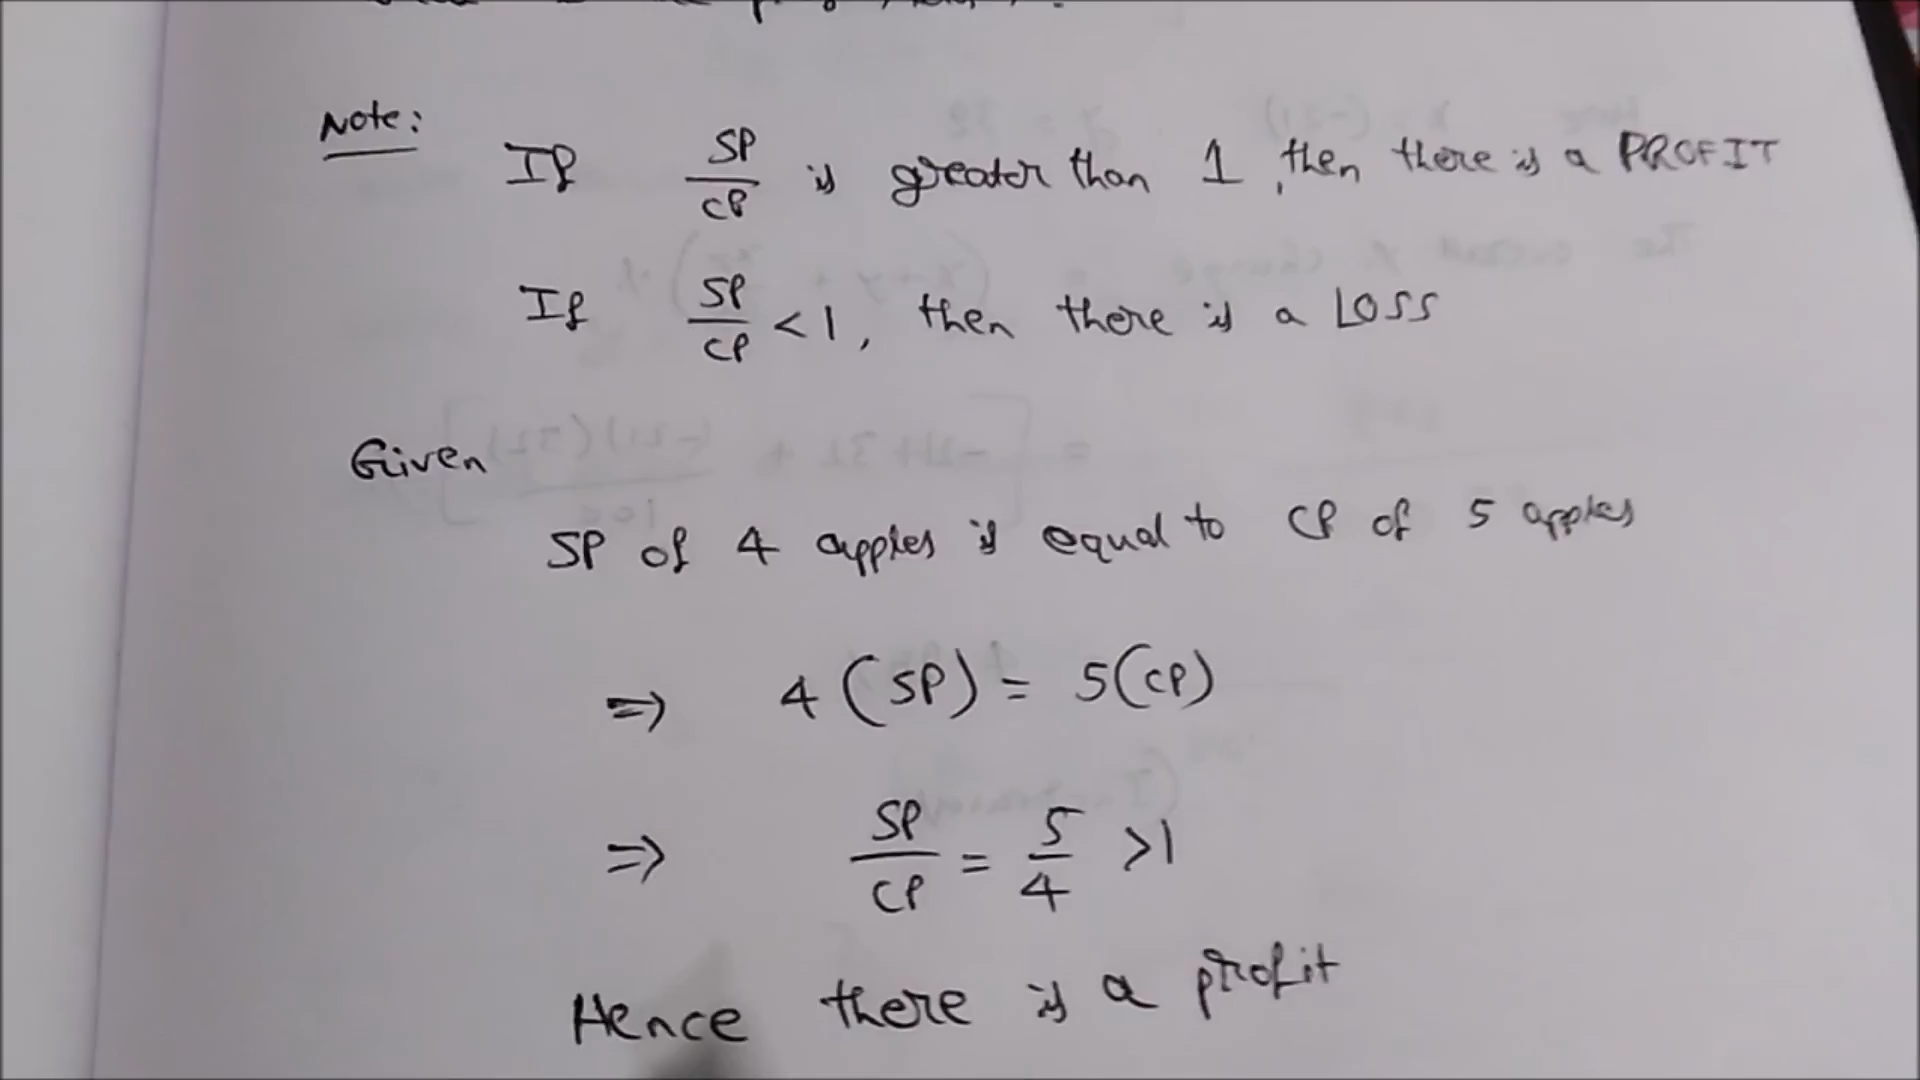 Note:
If SP/CP is greater than 1, then there is a PROFIT
If SP/CP < 1, then there is a LOSS
Given
SP of 4 apples is equal to CP of 5 apples
⇒ 4 (SP) = 5(CP)
⇒ SP/CP = 5/4 >1
Hence there is a profit